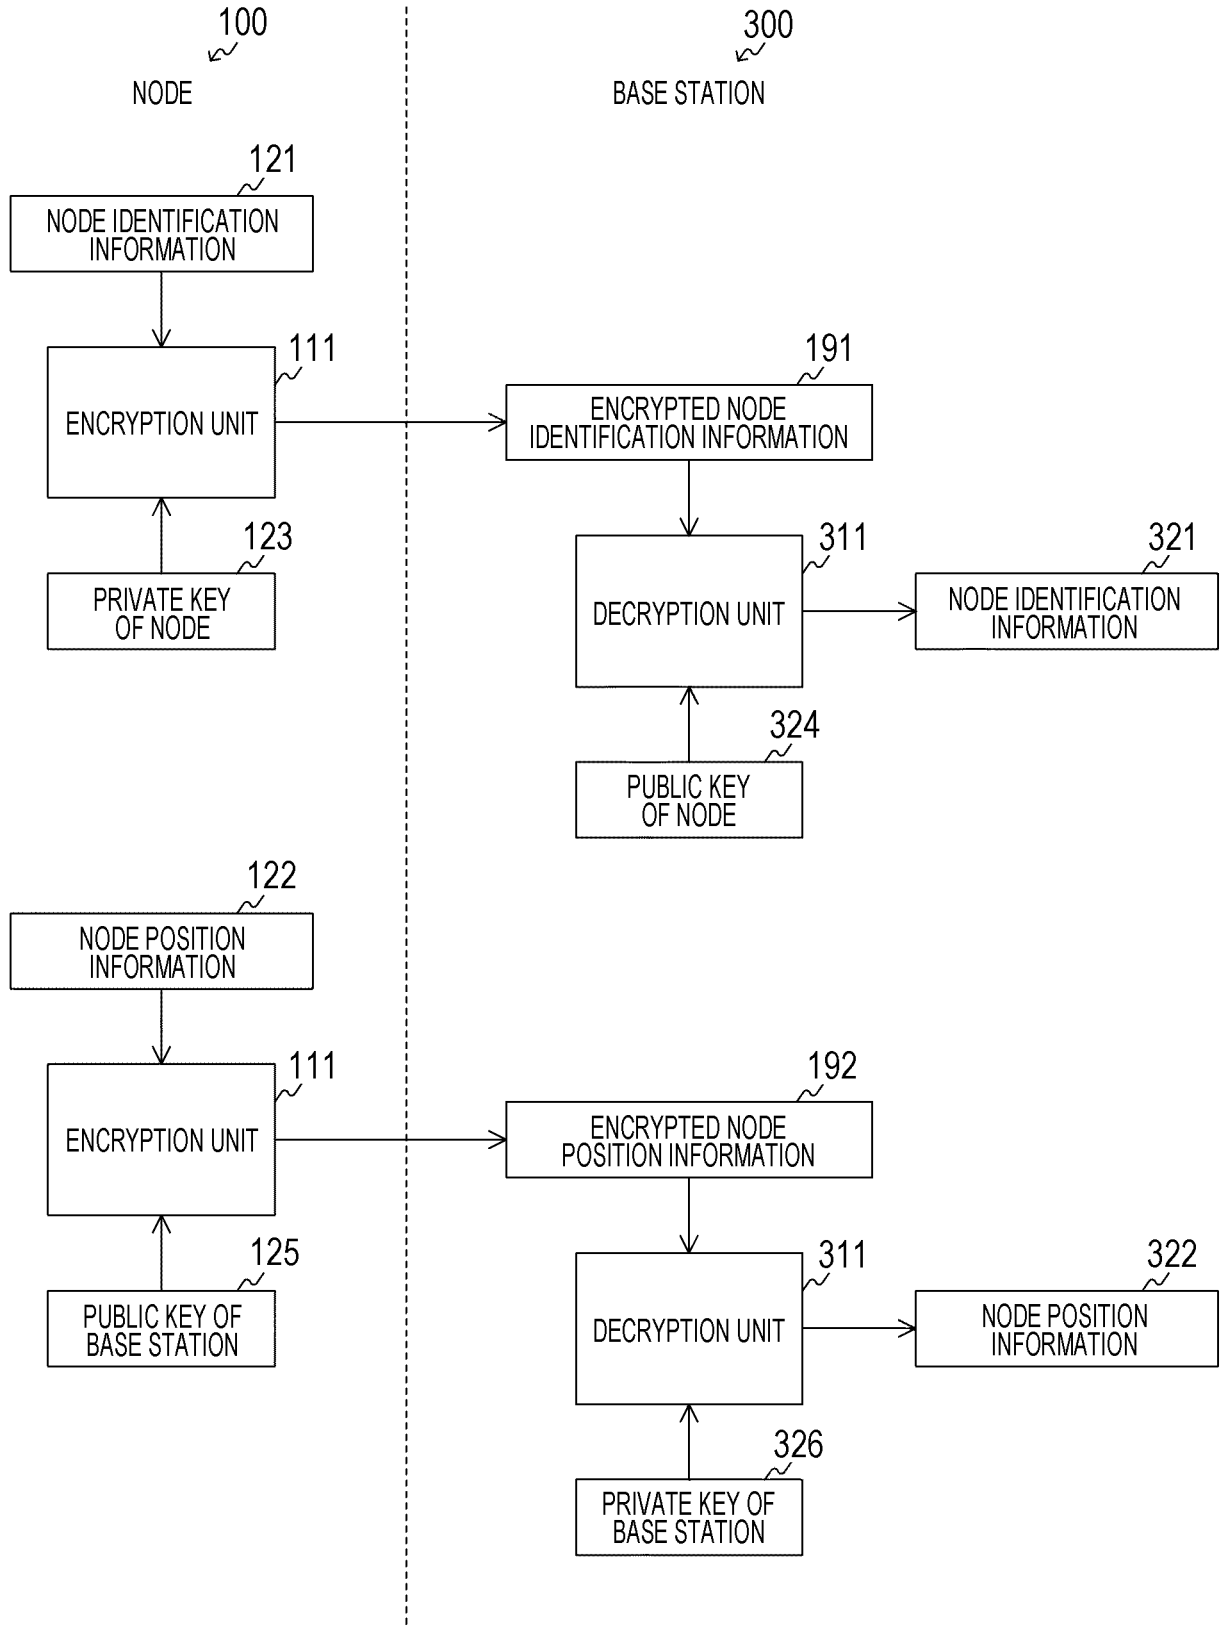 100
300
NODE
BASE STATION
121
NODE IDENTIFICATION
INFORMATION
111
ENCRYPTION UNIT
191
ENCRYPTED NODE
IDENTIFICATION INFORMATION
123
PRIVATE KEY
OF NODE
311
DECRYPTION UNIT
321
NODE IDENTIFICATION
INFORMATION
324
PUBLIC KEY
OF NODE
122
NODE POSITION
INFORMATION
111
ENCRYPTION UNIT
192
ENCRYPTED NODE
POSITION INFORMATION
125
PUBLIC KEY OF
BASE STATION
311
DECRYPTION UNIT
322
NODE POSITION
INFORMATION
326
PRIVATE KEY OF
BASE STATION